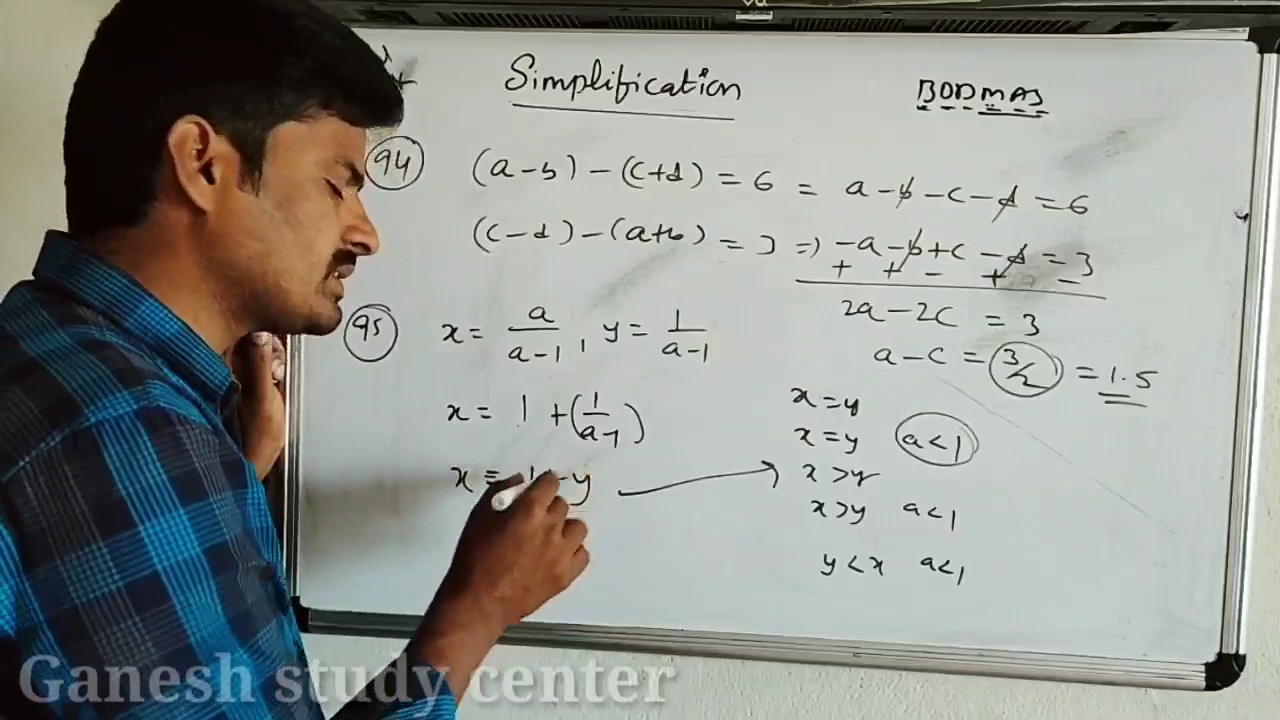 Simplification
BODMAS
94 (a-b)-(c+d) = 6 = a-b-c-d = 6
(c-d)-(a+b) = 3 => -a-b+c-d = 3
+ + - + -
2a-2c = 3
a-c = 3/2 = 1.5
95 x = a/a-1, y = 1/a-1
x = 1 + (1/a-1)
x = 1+y
x=y
x=y a<1
x>y
x>y a<1
y<x a<1
Ganesh study center